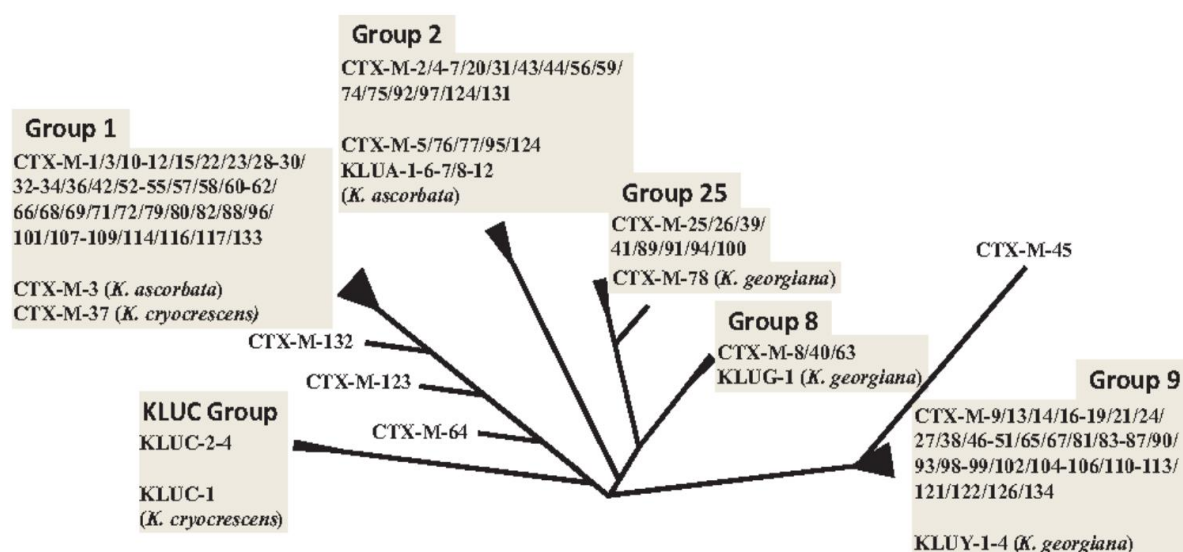 Group 2
CTX-M-2/4-7/20/31/43/44/56/59/
74/75/92/97/124/131
CTX-M-5/76/77/95/124
KLUA-1-6-7/8-12
(K. ascorbata)
Group 1
CTX-M-1/3/10-12/15/22/23/28-30/
32-34/36/42/52-55/57/58/60-62/
66/68/69/71/72/79/80/82/88/96/
101/107-109/114/116/117/133
CTX-M-3 (K. ascorbata)
CTX-M-37 (K. cryocrescens)
Group 25
CTX-M-25/26/39/
41/89/91/94/100
CTX-M-78 (K. georgiana)
CTX-M-45
Group 8
CTX-M-8/40/63
KLUG-1 (K. georgiana)
CTX-M-132
CTX-M-123
CTX-M-64
KLUC Group
KLUC-2-4
KLUC-1
(K. cryocrescens)
Group 9
CTX-M-9/13/14/16-19/21/24/
27/38/46-51/65/67/81/83-87/90/
93/98-99/102/104-106/110-113/
121/122/126/134
KLUY-1-4 (K. georgiana)